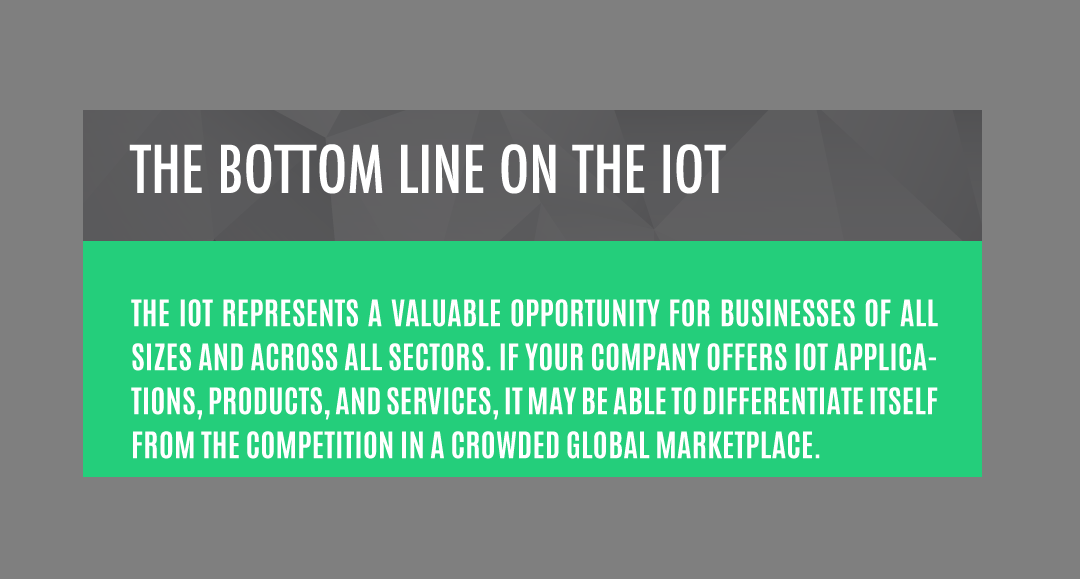 THE BOTTOM LINE ON THE IOT
THE IOT REPRESENTS A VALUABLE OPPORTUNITY FOR BUSINESSES OF ALL
SIZES AND ACROSS ALL SECTORS. IF YOUR COMPANY OFFERS IOT APPLICA-
TIONS, PRODUCTS, AND SERVICES, IT MAY BE ABLE TO DIFFERENTIATE ITSELF
FROM THE COMPETITION IN A CROWDED GLOBAL MARKETPLACE.